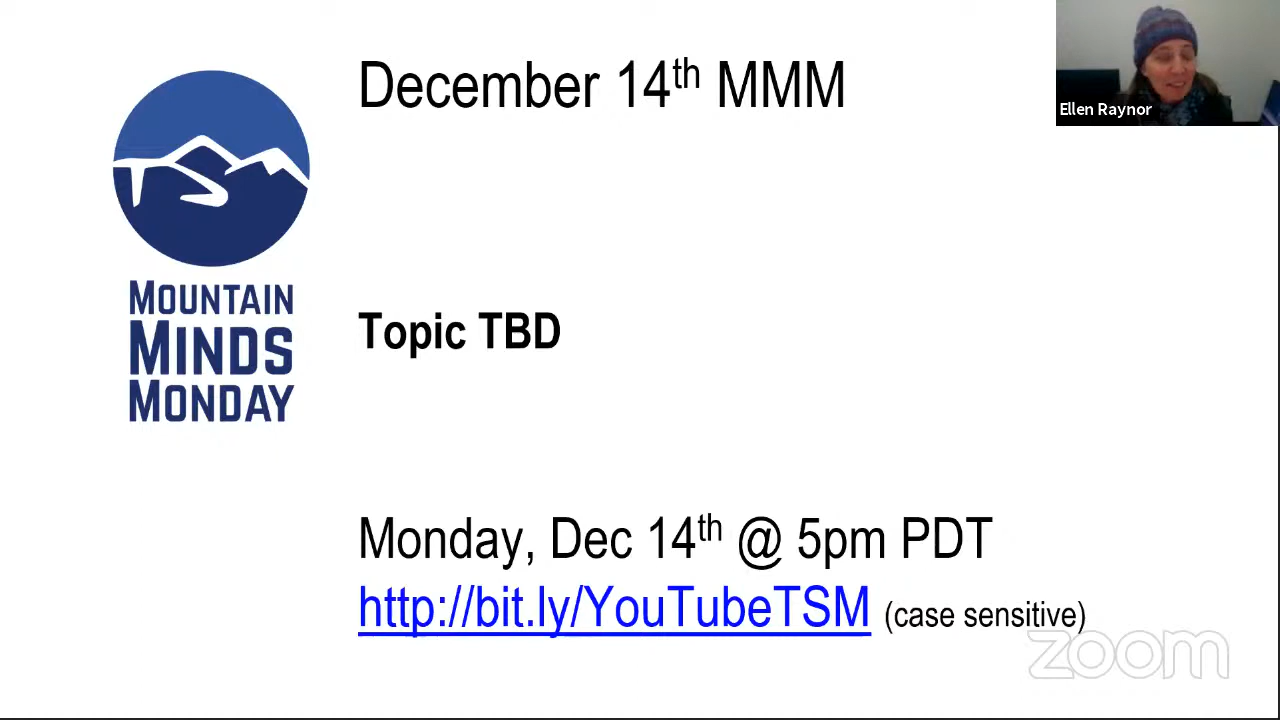 December 14th MMM
Ellen Raynor
TSM
MOUNTAIN
MINDS
MONDAY
Topic TBD
Monday, Dec 14th @ 5pm PDT
http://bit.ly/YouTubeTSM (case sensitive)
zoom